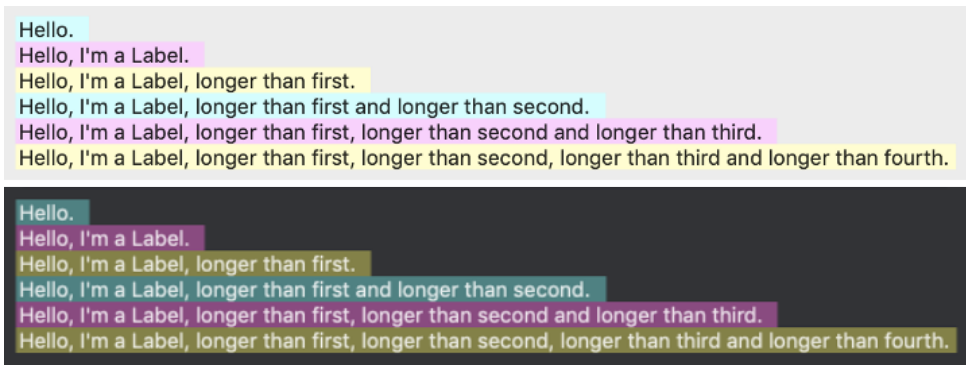 Hello.
Hello, I'm a Label.
Hello, I'm a Label, longer than first.
Hello, I'm a Label, longer than first and longer than second.
Hello, I'm a Label, longer than first, longer than second and longer than third.
Hello, I'm a Label, longer than first, longer than second, longer than third and longer than fourth.
Hello.
Hello, I'm a Label.
Hello, I'm a Label, longer than first.
Hello, I'm a Label, longer than first and longer than second.
Hello, I'm a Label, longer than first, longer than second and longer than third.
Hello, I'm a Label, longer than first, longer than second, longer than third and longer than fourth.